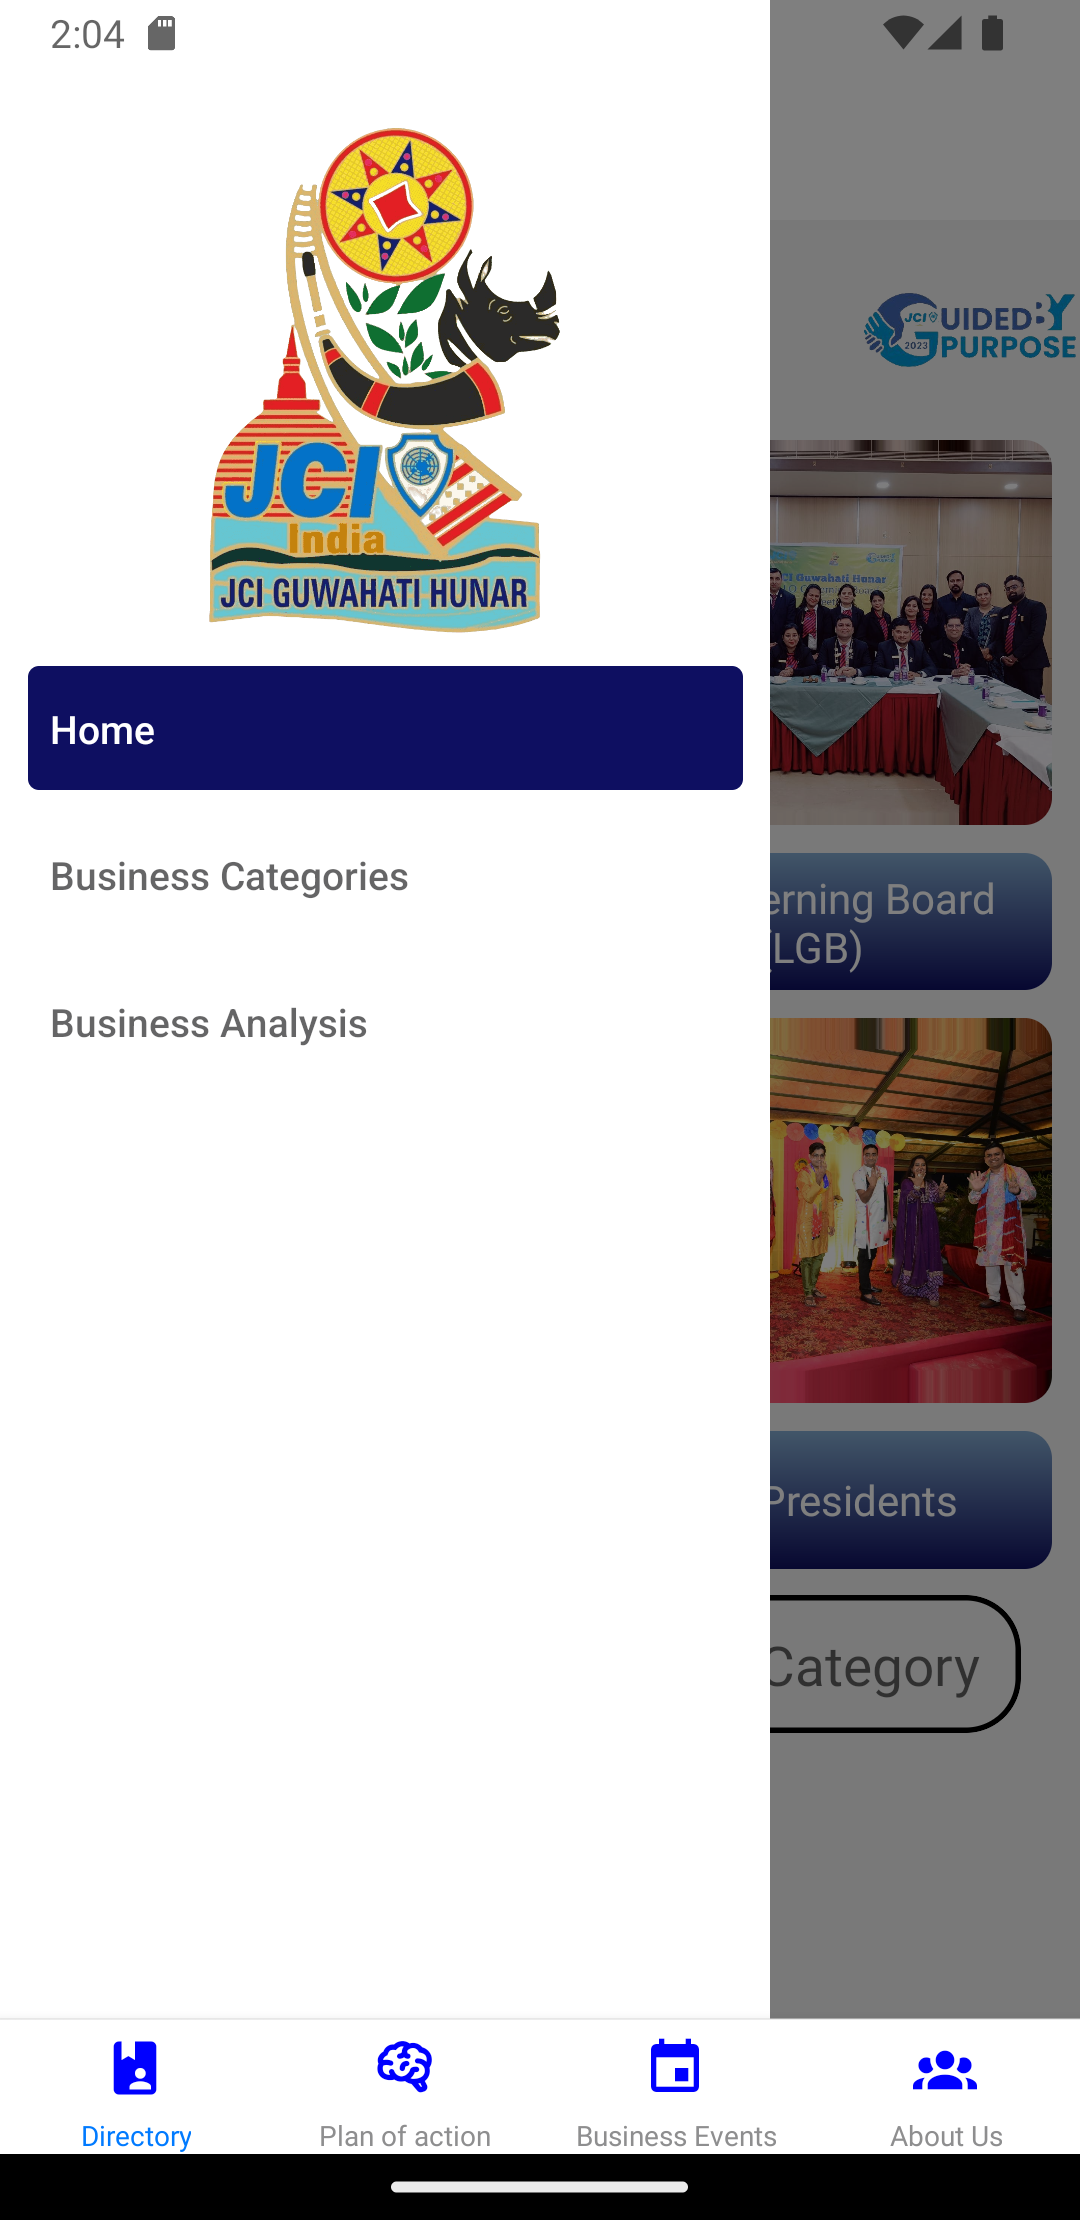 2:04
JCI
2023
GUIDED BY
PURPOSE
JCI
India
JCI GUWAHATI HUNAR
JCI Guwahati Hunar
Home
Business Categories
erning Board
(LGB)
Business Analysis
Presidents
Category
Directory
Plan of action
Business Events
About Us